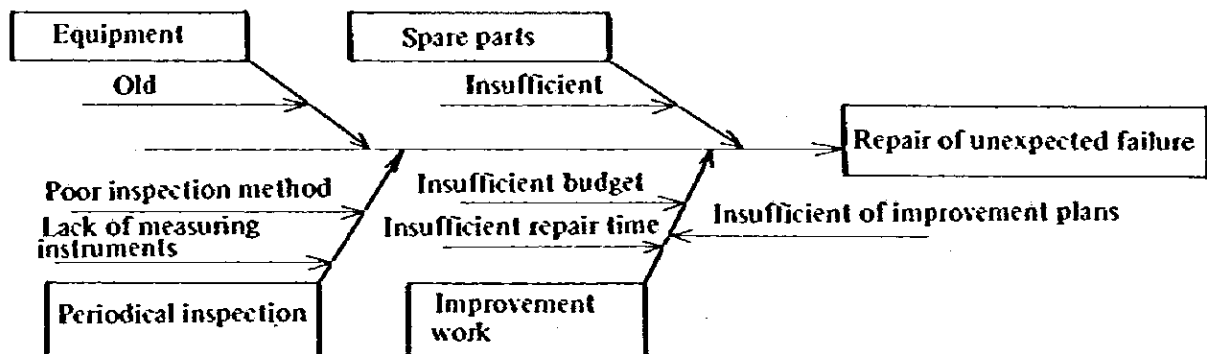 Equipment
Spare parts
Old
Insufficient
Repair of unexpected failure
Poor inspection method
Insufficient budget
Lack of measuring
instruments
Insufficient repair time
Insufficient of improvement plans
Periodical inspection
Improvement
work